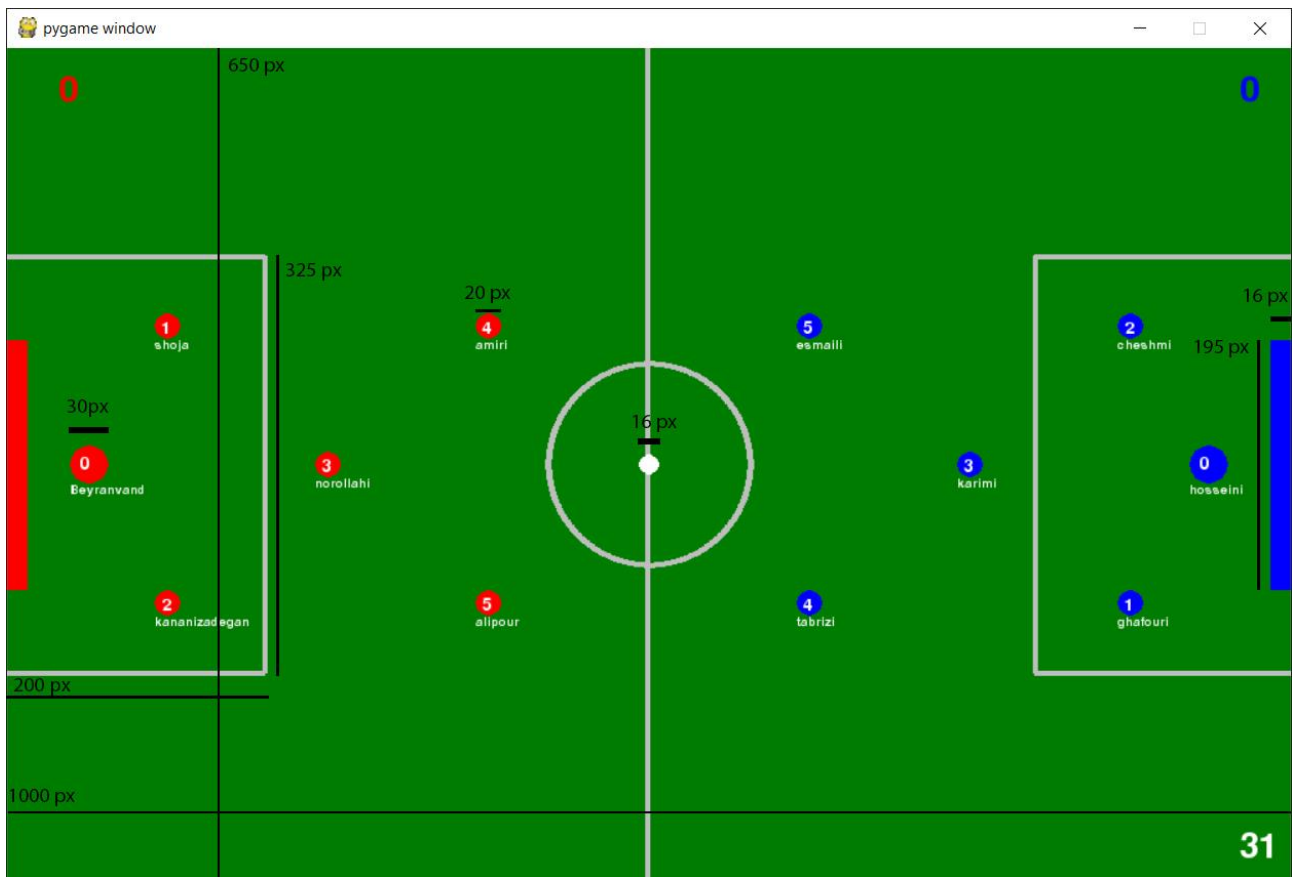 pygame window
650 px
0
0
325 px
20 px
16 px
1
shoja
4
amiri
5
esmaili
2
cheshmi
195 px
30px
16 px
0
Beyranvand
3
norollahi
3
karimi
0
hosseini
2
kananizadegan
5
alipour
4
tabrizi
1
ghafouri
200 px
1000 px
31